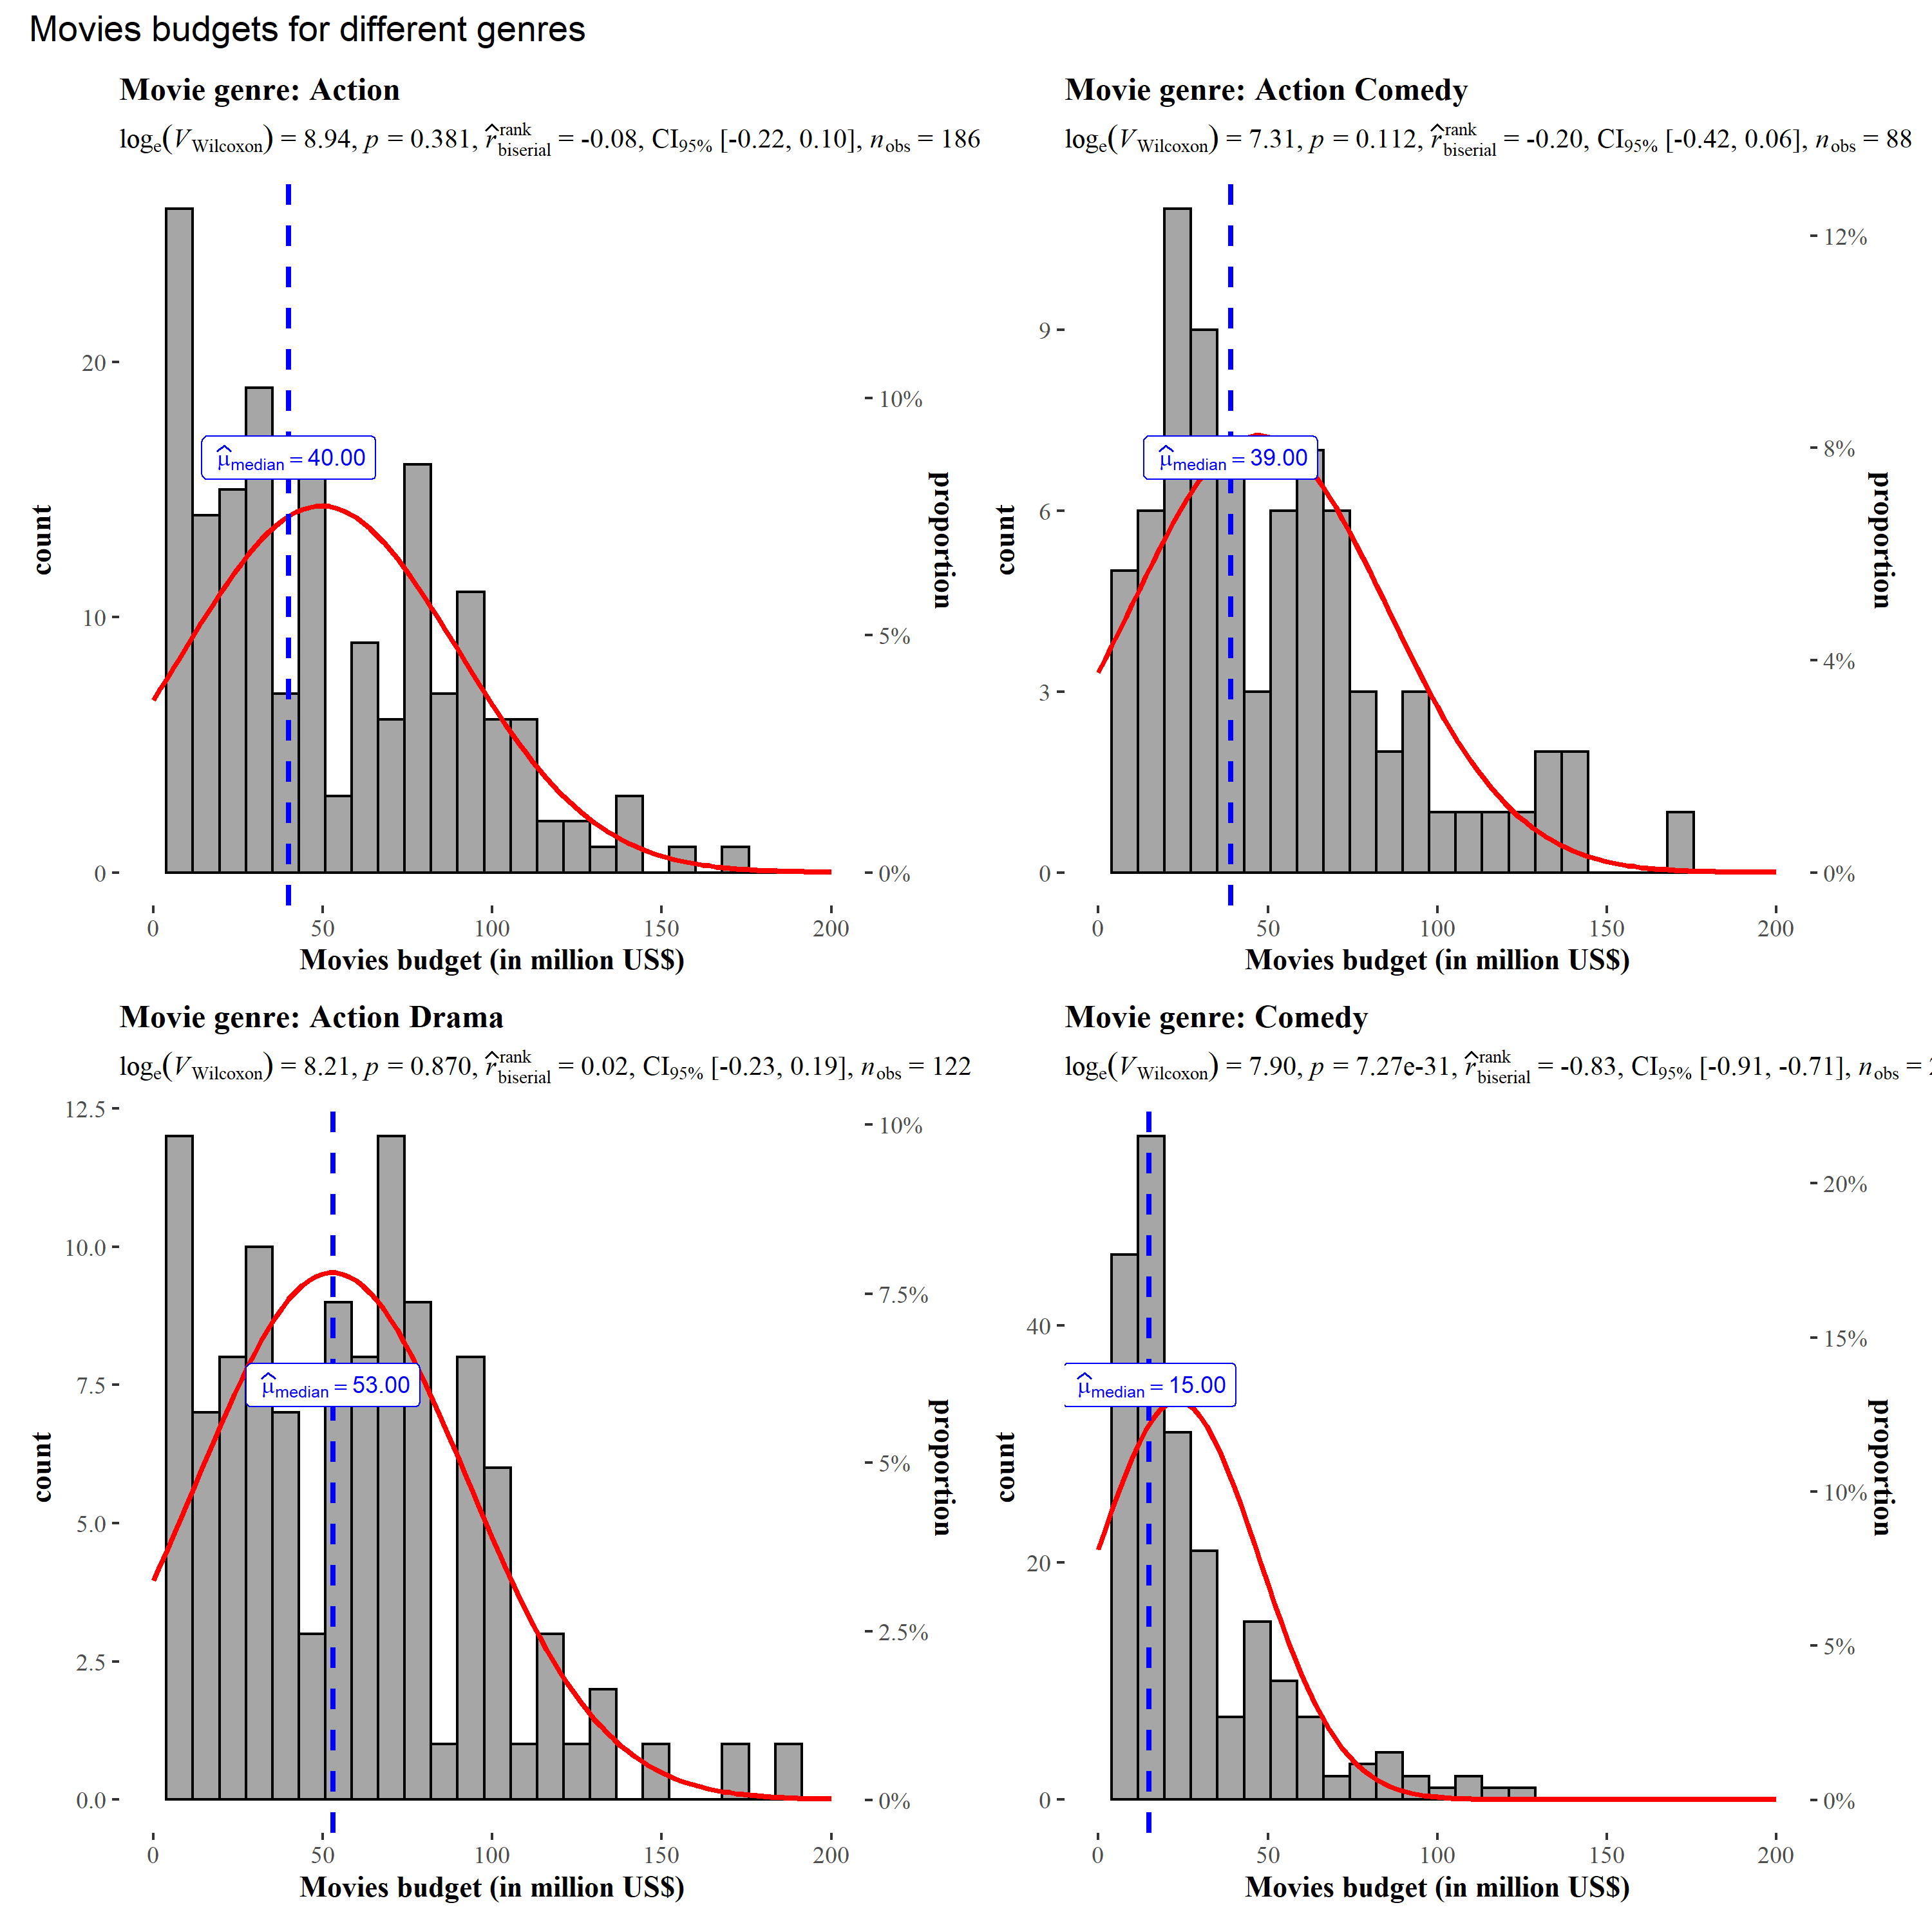 Movies budgets for different genres
Movie genre: Action
logₑ(V_Wilcoxon) = 8.94, p = 0.381, r̂^rank_biserial = -0.08, CI₉₅% [-0.22, 0.10], n_obs = 186
count
20
10
0
μ̂_median = 40.00
10%
5%
0%
proportion
0 50 100 150 200
Movies budget (in million US$)
Movie genre: Action Comedy
logₑ(V_Wilcoxon) = 7.31, p = 0.112, r̂^rank_biserial = -0.20, CI₉₅% [-0.42, 0.06], n_obs = 88
count
9
6
3
0
μ̂_median = 39.00
12%
8%
4%
0%
proportion
0 50 100 150 200
Movies budget (in million US$)
Movie genre: Action Drama
logₑ(V_Wilcoxon) = 8.21, p = 0.870, r̂^rank_biserial = 0.02, CI₉₅% [-0.23, 0.19], n_obs = 122
count
12.5
10.0
7.5
5.0
2.5
0.0
μ̂_median = 53.00
10%
7.5%
5%
2.5%
0%
proportion
0 50 100 150 200
Movies budget (in million US$)
Movie genre: Comedy
logₑ(V_Wilcoxon) = 7.90, p = 7.27e-31, r̂^rank_biserial = -0.83, CI₉₅% [-0.91, -0.71], n_obs =
count
40
20
0
μ̂_median = 15.00
20%
15%
10%
5%
0%
proportion
0 50 100 150 200
Movies budget (in million US$)